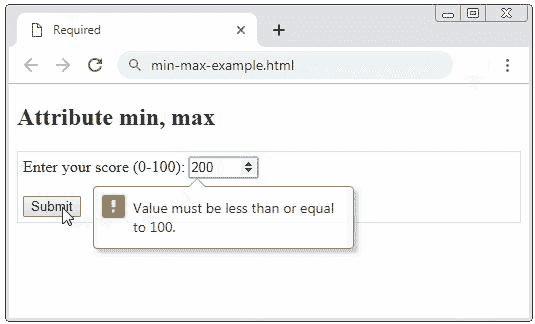 Required
min-max-example.html
Attribute min, max
Enter your score (0-100): 200
Value must be less than or equal
to 100.
Submit